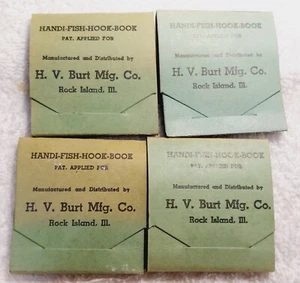 HANDI-FISH-HOOK-BOOK
PAT. APPLIED FOR
Manufactured and Distributed by
H. V. Burt Mfg. Co.
Rock Island, Ill.
HANDI-FISH-HOOK-BOOK
PAT. APPLIED FOR
Manufactured and Distributed by
H. V. Burt Mfg. Co.
Rock Island, Ill.
HANDI-FISH-HOOK-BOOK
PAT. APPLIED FOR
Manufactured and Distributed by
H. V. Burt Mfg. Co.
Rock Island, Ill.
HANDI-FISH-HOOK-BOOK
PAT. APPLIED FOR
Manufactured and Distributed by
H. V. Burt Mfg. Co.
Rock Island, Ill.